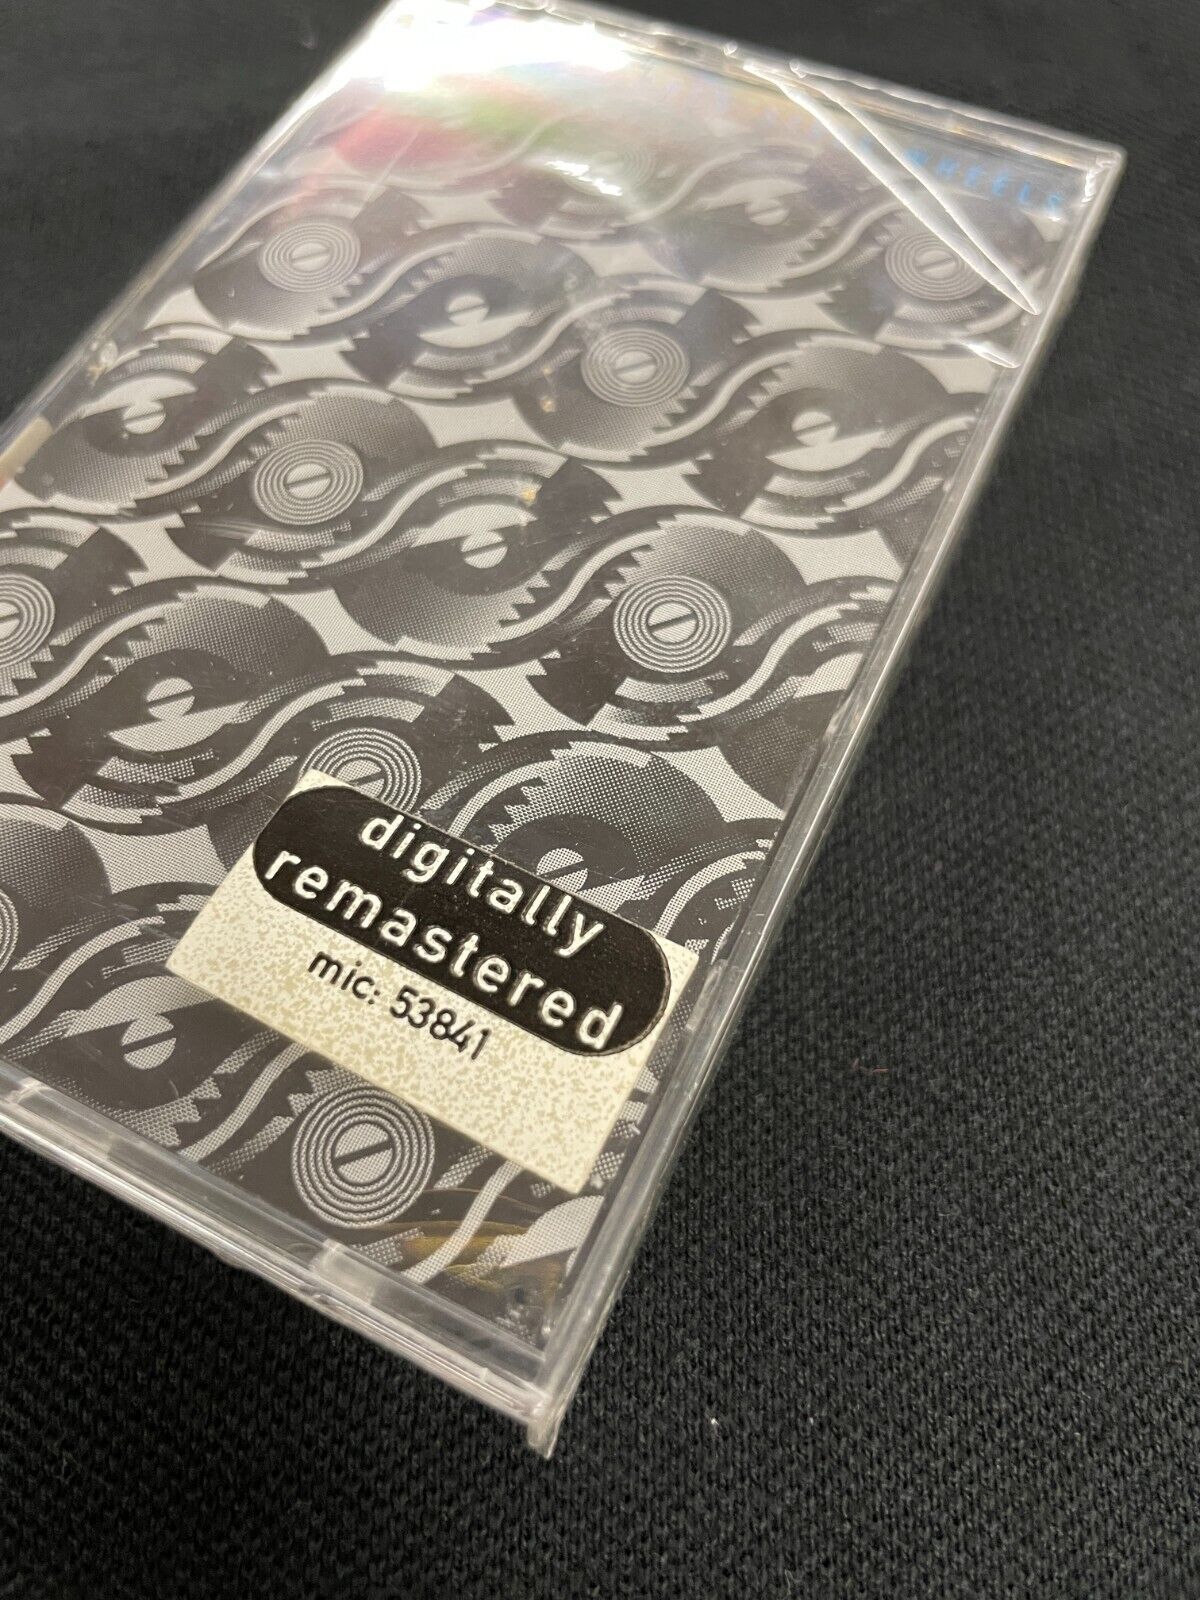 WHEELS
digitally
remastered
mic: 53841